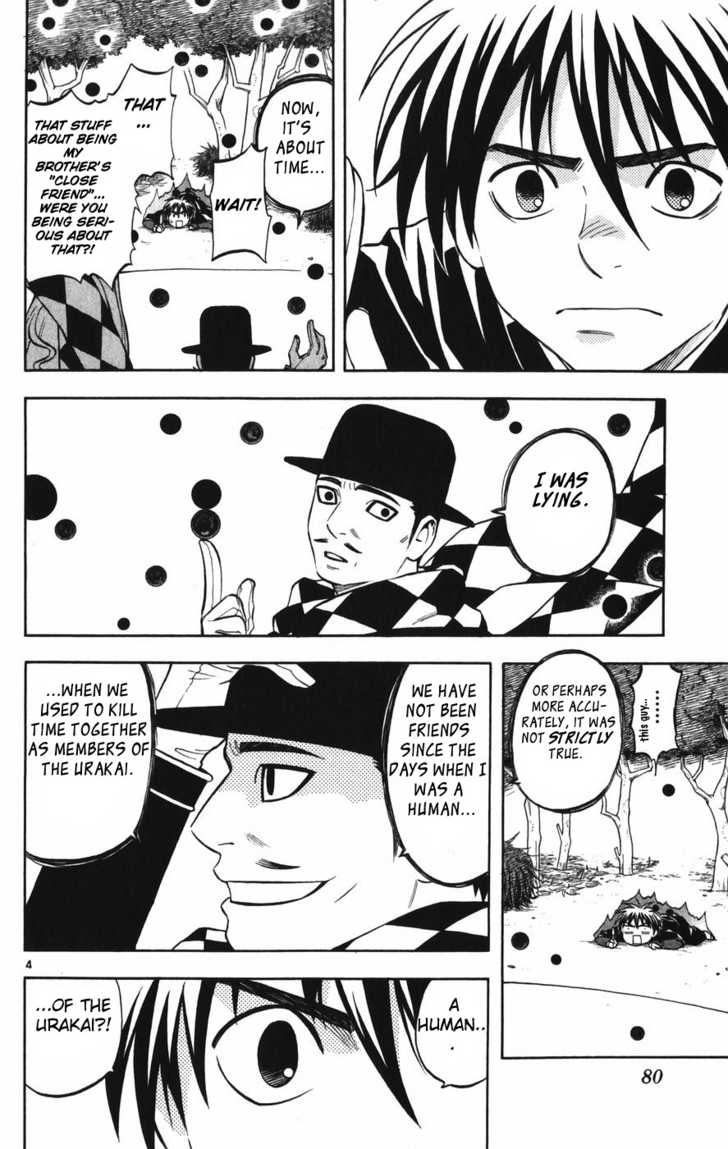 NOW,
IT'S
ABOUT
TIME...
WAIT!
THAT
...
THAT STUFF
ABOUT BEING
MY
BROTHER'S
"CLOSE
FRIEND"...
WERE YOU
BEING SERI-
OUS ABOUT
THAT?!
I WAS
LYING.
this guy...
......
OR PERHAPS
MORE ACCU-
RATELY, IT WAS
NOT STRICTLY
TRUE.
WE HAVE
NOT BEEN
FRIENDS
SINCE THE
DAYS WHEN I
WAS A
HUMAN...
...WHEN WE
USED TO KILL
TIME TOGETHER
AS MEMBERS OF
THE URAKAI.
4
A
HUMAN..
.
...OF THE
URAKAI?!
80